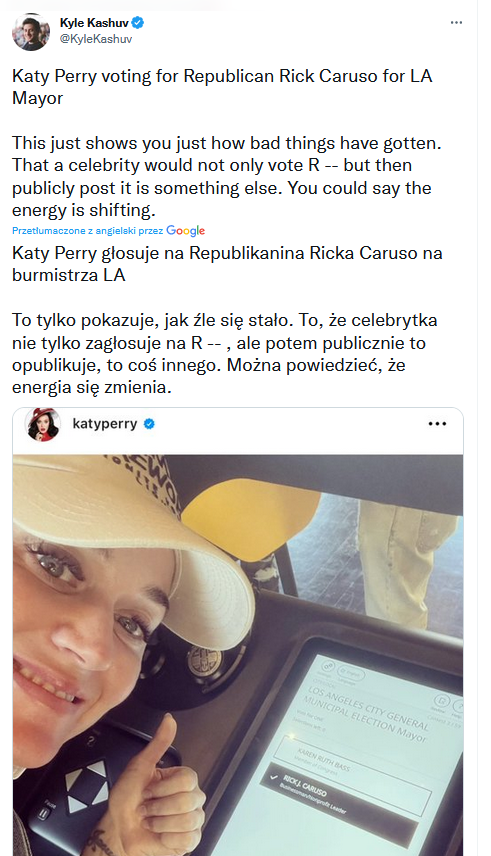 Kyle Kashuv
@KyleKashuv
Katy Perry voting for Republican Rick Caruso for LA
Mayor
This just shows you just how bad things have gotten.
That a celebrity would not only vote R -- but then
publicly post it is something else. You could say the
energy is shifting.
Przetłumaczone z angielski przez Google
Katy Perry głosuje na Republikanina Ricka Caruso na
burmistrza LA
To tylko pokazuje, jak źle się stało. To, że celebrytka
nie tylko zagłosuje na R -- , ale potem publicznie to
opublikuje, to coś innego. Można powiedzieć, że
energia się zmienia.
katyperry
LOS ANGELES CITY GENERAL
MUNICIPAL ELECTION Mayor
KAREN RUTH BASS
RICK J. CARUSO
Businessman/Nonprofit Leader